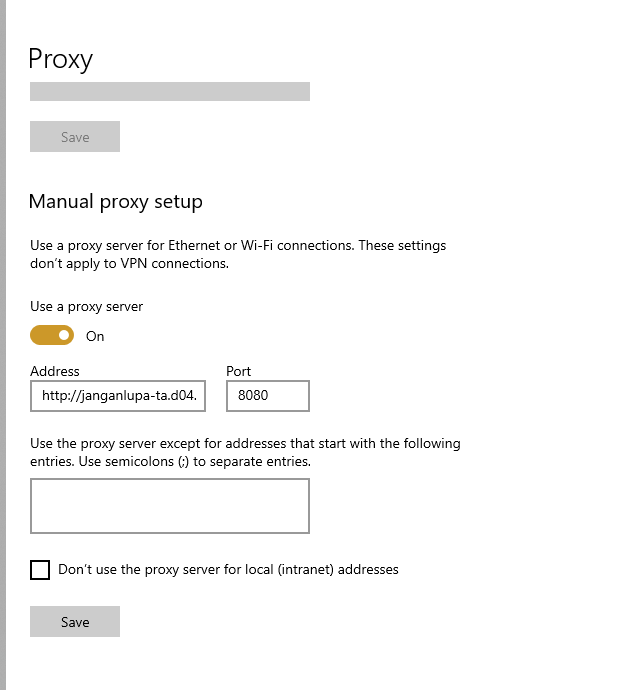 Proxy
Save
Manual proxy setup
Use a proxy server for Ethernet or Wi-Fi connections. These settings
don't apply to VPN connections.
Use a proxy server
On
Address
Port
http://janganlupa-ta.d04.
8080
Use the proxy server except for addresses that start with the following
entries. Use semicolons (;) to separate entries.
Don't use the proxy server for local (intranet) addresses
Save